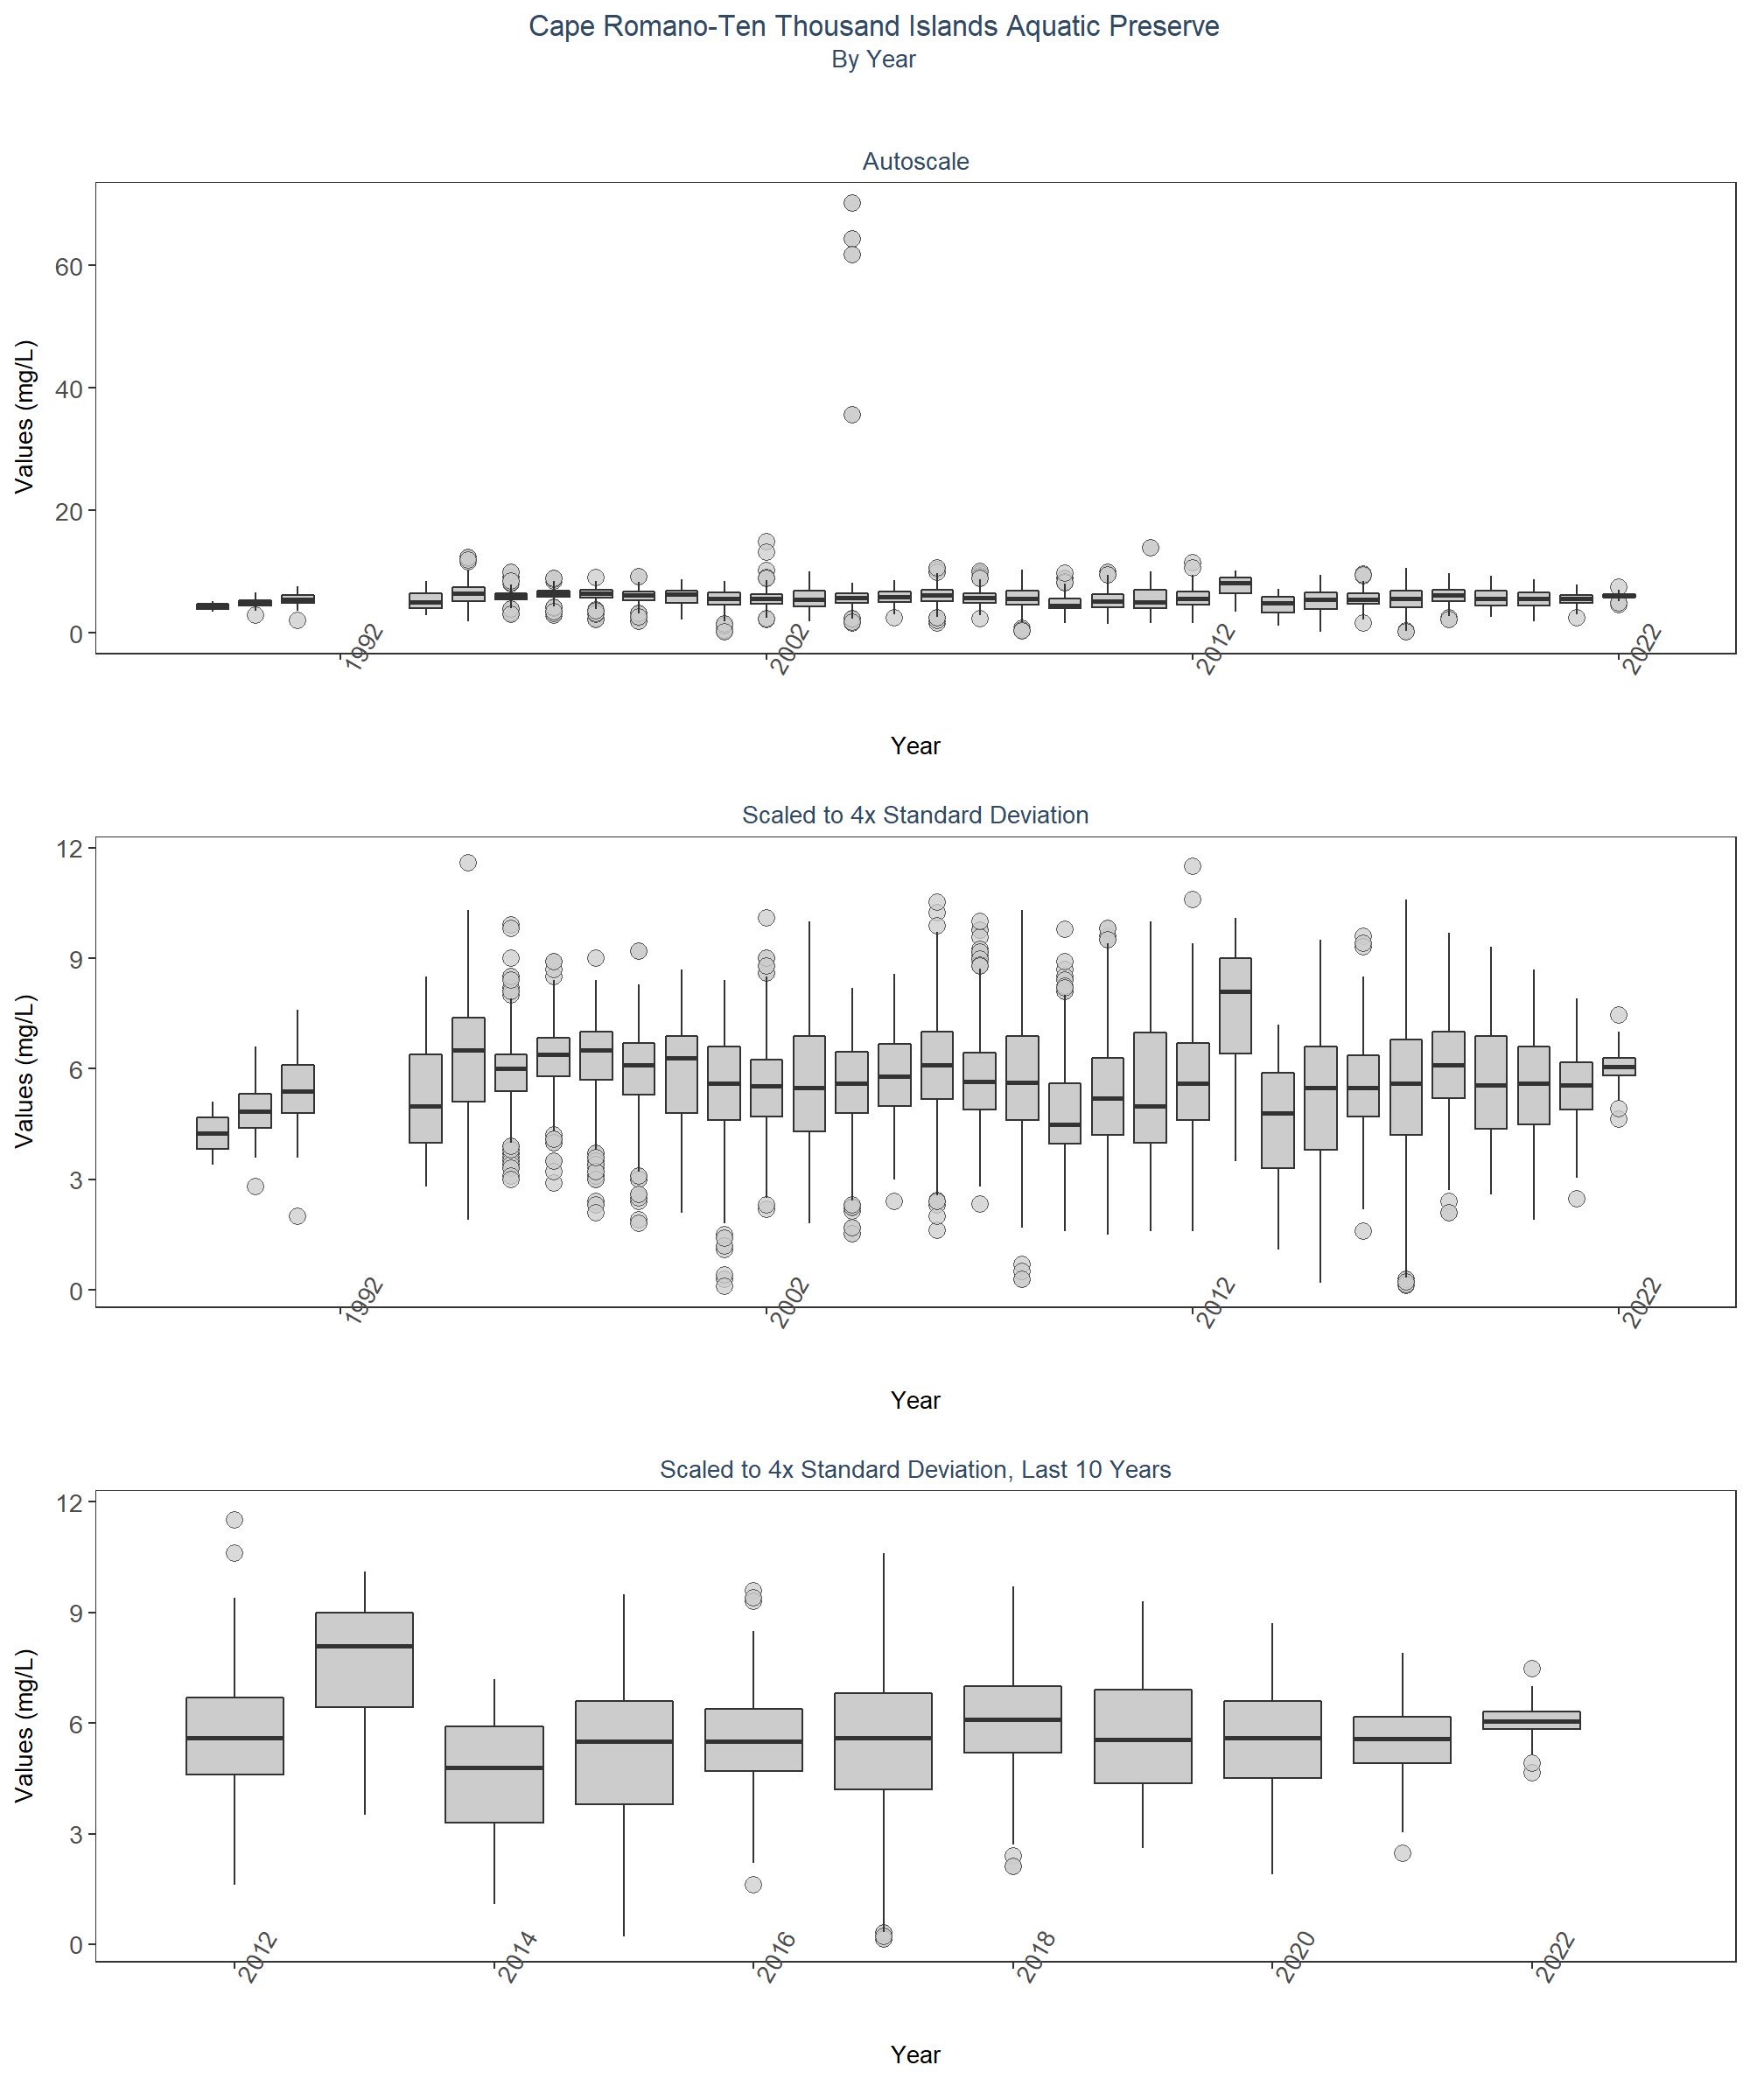 Cape Romano-Ten Thousand Islands Aquatic Preserve
By Year
Autoscale
Values (mg/L)
60
40
20
0
1992 2002 2012 2022
Year
Scaled to 4x Standard Deviation
Values (mg/L)
12
9
6
3
0
1992 2002 2012 2022
Year
Scaled to 4x Standard Deviation, Last 10 Years
Values (mg/L)
12
9
6
3
0
2012 2014 2016 2018 2020 2022
Year